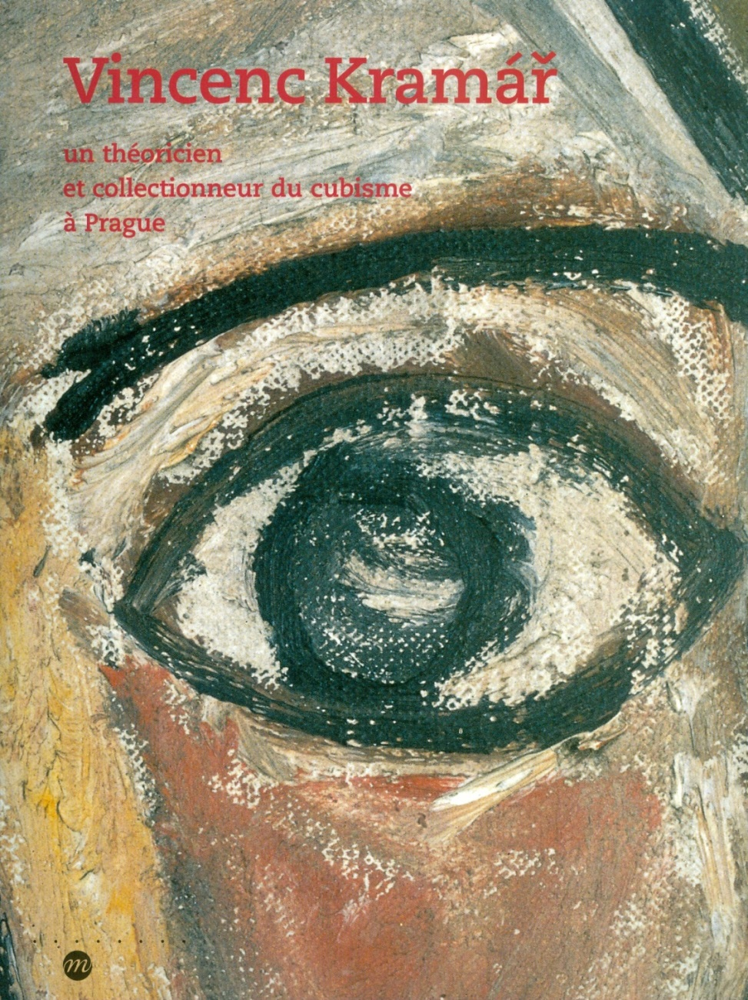 Vincenc Kramář
un théoricien
et collectionneur du cubisme
à Prague
m